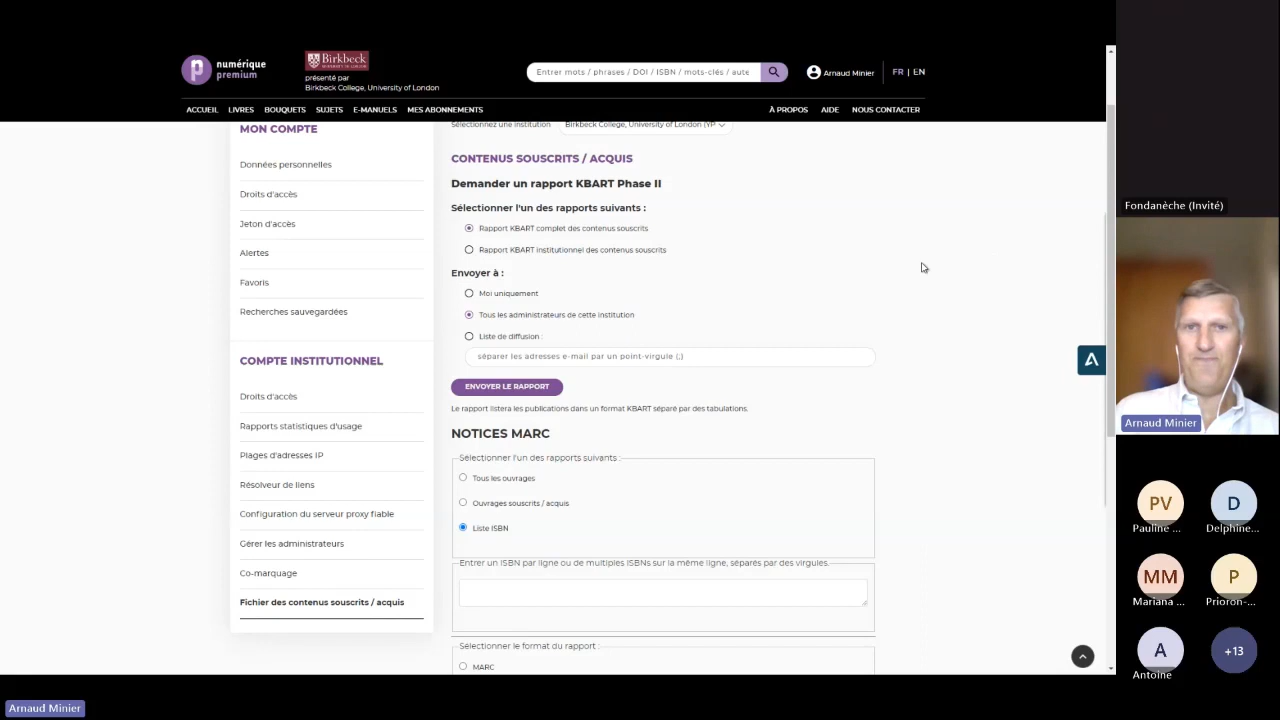 numérique
premium
Birkbeck
UNIVERSITY OF LONDON
présenté par
Birkbeck College, University of London
Entrer mots / phrases / DOI / ISBN / mots-clés / aute
Arnaud Minier
FR | EN
ACCUEIL LIVRES BOUQUETS SUJETS E-MANUELS MES ABONNEMENTS
À PROPOS AIDE NOUS CONTACTER
MON COMPTE
Données personnelles
Droits d'accès
Jeton d'accès
Alertes
Favoris
Recherches sauvegardées
COMPTE INSTITUTIONNEL
Droits d'accès
Rapports statistiques d'usage
Plages d'adresses IP
Résolveur de liens
Configuration du serveur proxy fiable
Gérer les administrateurs
Co-marquage
Fichier des contenus souscrits / acquis
Sélectionnez une Institution Birkbeck College, University of London (YP
CONTENUS SOUSCRITS / ACQUIS
Demander un rapport KBART Phase II
Sélectionner l'un des rapports suivants :
Rapport KBART complet des contenus souscrits
Rapport KBART institutionnel des contenus souscrits
Envoyer à :
Moi uniquement
Tous les administrateurs de cette institution
Liste de diffusion :
séparer les adresses e-mail par un point-virgule (;)
ENVOYER LE RAPPORT
Le rapport listera les publications dans un format KBART séparé par des tabulations.
NOTICES MARC
Sélectionner l'un des rapports suivants :
Tous les ouvrages
Ouvrages souscrits / acquis
Liste ISBN
Entrer un ISBN par ligne ou de multiples ISBNs sur la même ligne, séparés par des virgules.
Sélectionner le format du rapport :
MARC
Fondanèche (Invité)
Arnaud Minier
PV D
Pauline ... Delphine...
MM P
Mariana ... Prioron-...
A +13
Antoine
Arnaud Minier